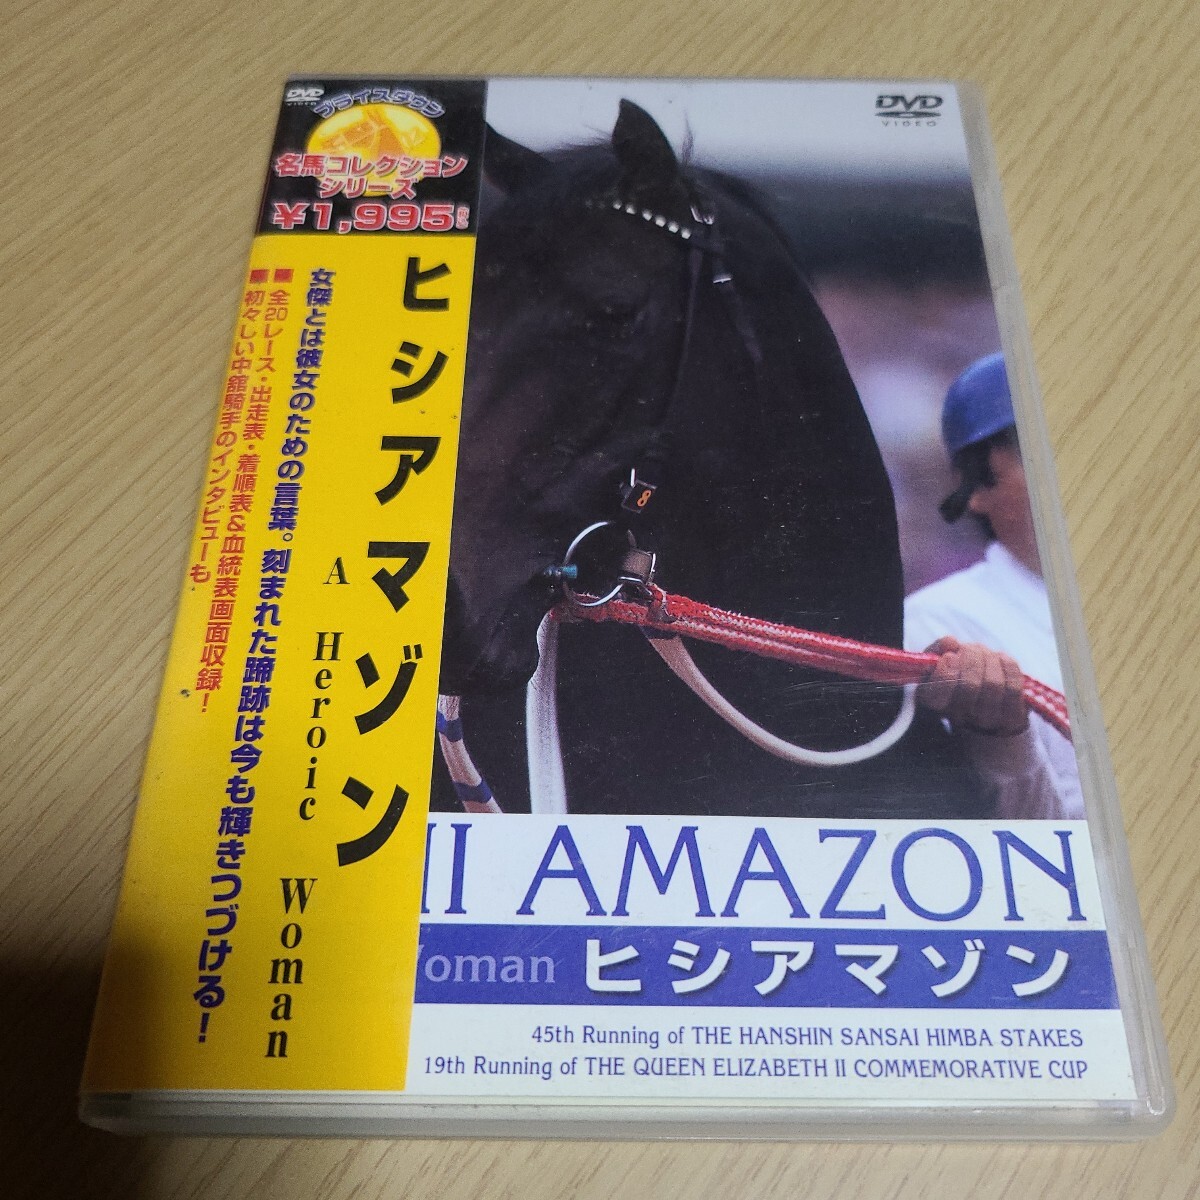 DVD
VIDEO
プライスダウン
名馬コレクション
シリーズ
¥1,995
ヒシアマゾン
A Heroic Woman
女傑とは彼女のための言葉。刻まれた蹄跡は今も輝きつづける!
■全20レース・出走表・着順表&血統表画面収録!
■初々しい中舘騎手のインタビューも
DVD
VIDEO
8
HI AMAZON
Woman ヒシアマゾン
45th Running of THE HANSHIN SANSAI HIMBA STAKES
19th Running of THE QUEEN ELIZABETH II COMMEMORATIVE CUP